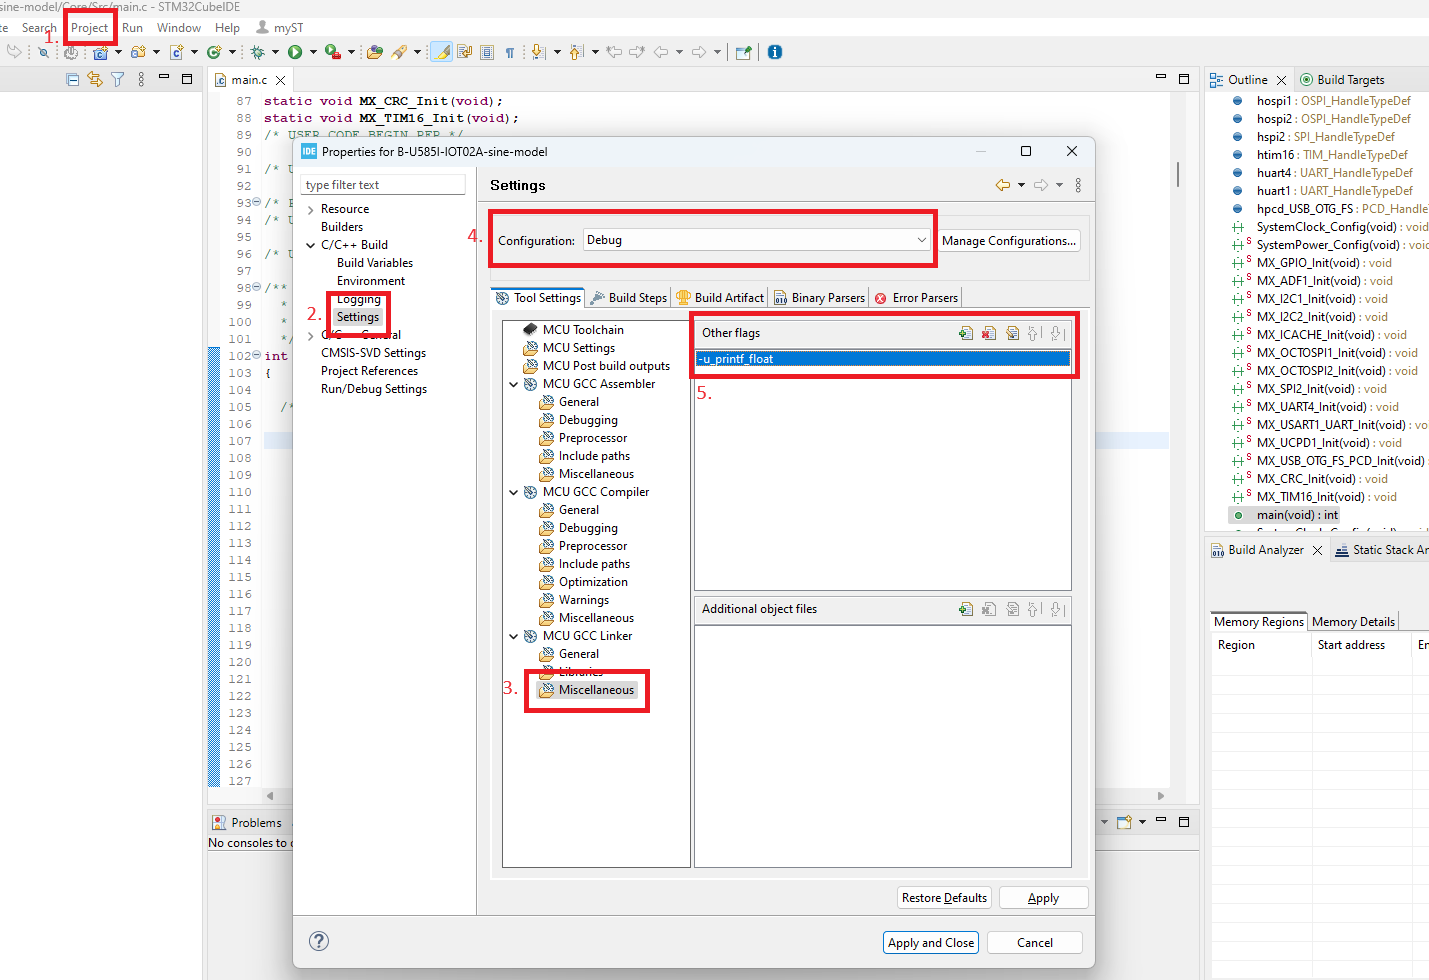 sine-model/Core/Src/main.c - STM32CubeIDE
te Search Project Run Window Help myST
1.
main.c
87 static void MX_CRC_Init(void);
88 static void MX_TIM16_Init(void);
89 /* USER CODE BEGIN PFP */
90
91 /* U
92
93 /* E
94 /* U
95
96 /* U
97
98 /**
99 *
100 *
101 */
102 int
103 {
104
105 /*
106
107
108
109
110
111
112
113
114
115
116
117
118
119
120
121
122
123
124
125
126
127
Problems
No consoles to
IDE Properties for B-U585I-IOT02A-sine-model
type filter text
Resource
Builders
C/C++ Build
Build Variables
Environment
Logging
2. Settings
C/C++ General
CMSIS-SVD Settings
Project References
Run/Debug Settings
Settings
4. Configuration: Debug
Manage Configurations...
Tool Settings Build Steps Build Artifact Binary Parsers Error Parsers
MCU Toolchain
MCU Settings
MCU Post build outputs
MCU GCC Assembler
General
Debugging
Preprocessor
Include paths
Miscellaneous
MCU GCC Compiler
General
Debugging
Preprocessor
Include paths
Optimization
Warnings
Miscellaneous
MCU GCC Linker
General
Libraries
3. Miscellaneous
Other flags
-u_printf_float
5.
Additional object files
Restore Defaults Apply
Apply and Close Cancel
Outline Build Targets
hospi1 : OSPI_HandleTypeDef
hospi2 : OSPI_HandleTypeDef
hspi2 : SPI_HandleTypeDef
htim16 : TIM_HandleTypeDef
huart4 : UART_HandleTypeDef
huart1 : UART_HandleTypeDef
hpcd_USB_OTG_FS : PCD_Handle
SystemClock_Config(void) : vo
SystemPower_Config(void) : vo
MX_GPIO_Init(void) : void
MX_ADF1_Init(void) : void
MX_I2C1_Init(void) : void
MX_I2C2_Init(void) : void
MX_ICACHE_Init(void) : void
MX_OCTOSPI1_Init(void) : void
MX_OCTOSPI2_Init(void) : void
MX_SPI2_Init(void) : void
MX_UART4_Init(void) : void
MX_USART1_UART_Init(void) : vo
MX_UCPD1_Init(void) : void
MX_USB_OTG_FS_PCD_Init(void) :
MX_CRC_Init(void) : void
MX_TIM16_Init(void) : void
main(void) : int
Build Analyzer Static Stack An
Memory Regions Memory Details
Region Start address En